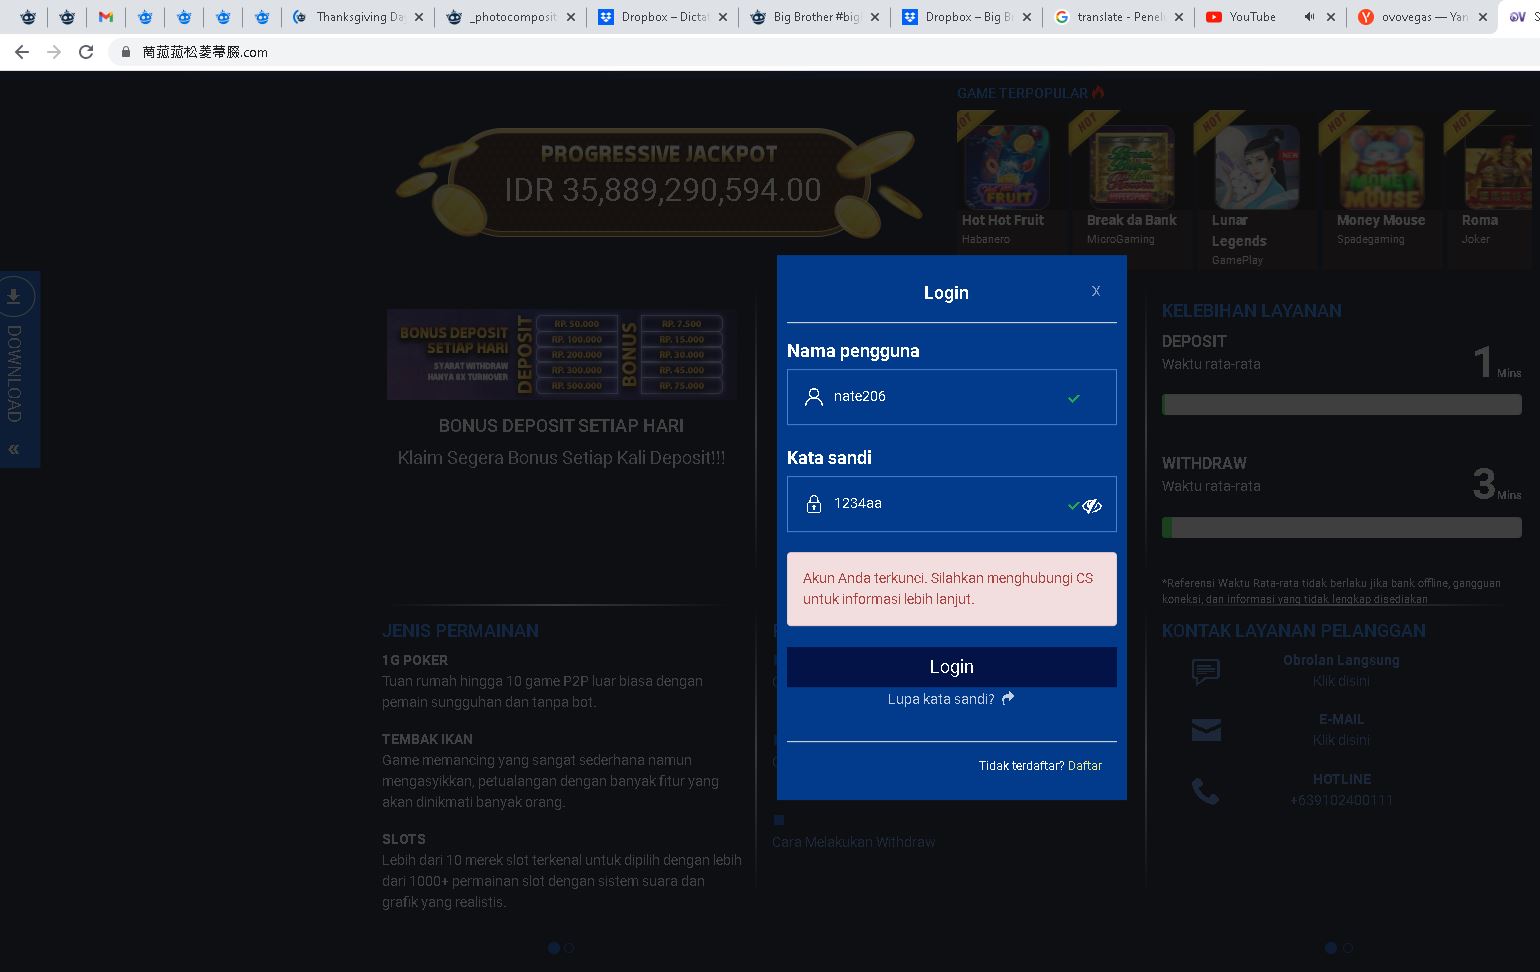 Thanksgiving Da
_photocomposit
Dropbox – Dictat
Big Brother #big
Dropbox – Big B
translate - Penel
YouTube
ovovegas — Yan
.com
GAME TERPOPULAR
PROGRESSIVE JACKPOT
IDR 35,889,290,594.00
HOT
HOT
HOT
HOT
HOT
NEW
Hot Hot Fruit
Habanero
Break da Bank
MicroGaming
Lunar
Legends
GamePlay
Money Mouse
Spadegaming
Roma
Joker
DOWNLOAD
BONUS DEPOSIT
SETIAP HARI
SYARAT WITHDRAW
HANYA 8X TURNOVER
DEPOSIT
RP. 50.000
RP. 100.000
RP. 200.000
RP. 300.000
RP. 500.000
BONUS
RP. 7.500
RP. 15.000
RP. 30.000
RP. 45.000
RP. 75.000
BONUS DEPOSIT SETIAP HARI
Klaim Segera Bonus Setiap Kali Deposit!!!
Login
X
Nama pengguna
nate206
Kata sandi
1234aa
Akun Anda terkunci. Silahkan menghubungi CS
untuk informasi lebih lanjut.
Login
Lupa kata sandi?
Tidak terdaftar? Daftar
KELEBIHAN LAYANAN
DEPOSIT
Waktu rata-rata
1 Mins
WITHDRAW
Waktu rata-rata
3 Mins
*Referensi Waktu Rata-rata tidak berlaku jika bank offline, gangguan
koneksi, dan informasi yang tidak lengkap disediakan
JENIS PERMAINAN
1G POKER
Tuan rumah hingga 10 game P2P luar biasa dengan
pemain sungguhan dan tanpa bot.
TEMBAK IKAN
Game memancing yang sangat sederhana namun
mengasyikkan, petualangan dengan banyak fitur yang
akan dinikmati banyak orang.
SLOTS
Lebih dari 10 merek slot terkenal untuk dipilih dengan lebih
dari 1000+ permainan slot dengan sistem suara dan
grafik yang realistis.
Cara Melakukan Withdraw
KONTAK LAYANAN PELANGGAN
Obrolan Langsung
Klik disini
E-MAIL
Klik disini
HOTLINE
+639102400111